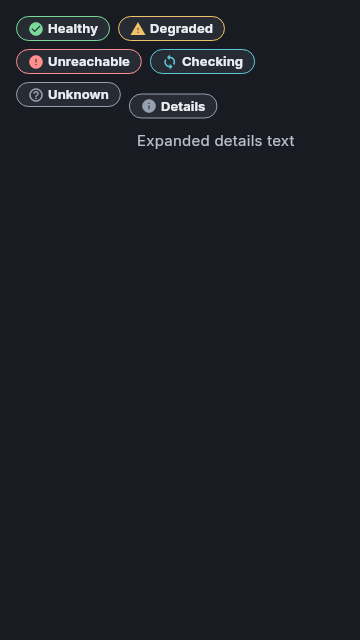 Healthy
Degraded
Unreachable
Checking
Unknown
Details
Expanded details text